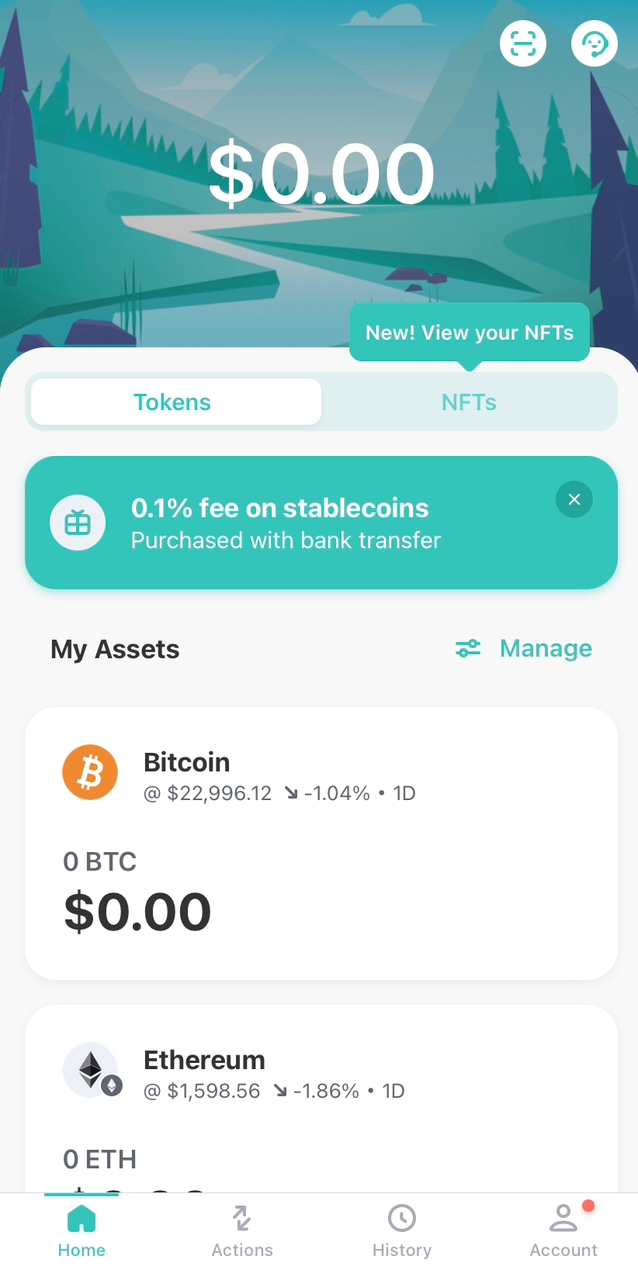 $0.00
New! View your NFTs
Tokens
NFTs
0.1% fee on stablecoins
Purchased with bank transfer
My Assets
Manage
Bitcoin
@ $22,996.12 ↘ -1.04% • 1D
0 BTC
$0.00
Ethereum
@ $1,598.56 ↘ -1.86% • 1D
0 ETH
Home
Actions
History
Account